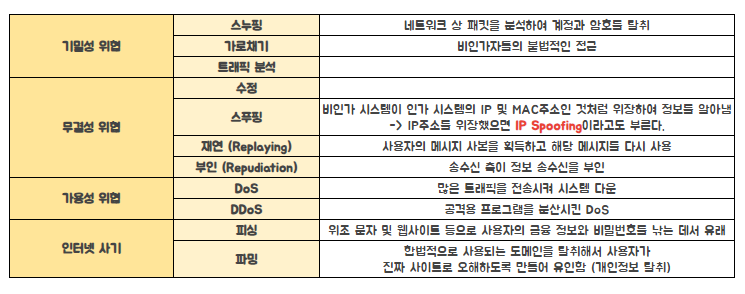 기밀성 위협
스누핑
네트워크 상 패킷을 분석하여 계정과 암호를 탈취
가로채기
비인가자들의 불법적인 접근
트래픽 분석
무결성 위협
수정
스푸핑
비인가 시스템이 인가 시스템의 IP 및 MAC주소인 것처럼 위장하여 정보를 알아냄
-> IP주소를 위장했으면 IP Spoofing이라고도 부른다.
재연 (Replaying)
사용자의 메시지 사본을 획득하고 해당 메시지를 다시 사용
부인 (Repudiation)
송수신 측이 정보 송수신을 부인
가용성 위협
DoS
많은 트래픽을 전송시켜 시스템 다운
DDoS
공격용 프로그램을 분산시킨 DoS
인터넷 사기
피싱
위조 문자 및 웹사이트 등으로 사용자의 금융 정보와 비밀번호를 낚는 데서 유래
파밍
합법적으로 사용되는 도메인을 탈취해서 사용자가
진짜 사이트로 오해하도록 만들어 유인함 (개인정보 탈취)